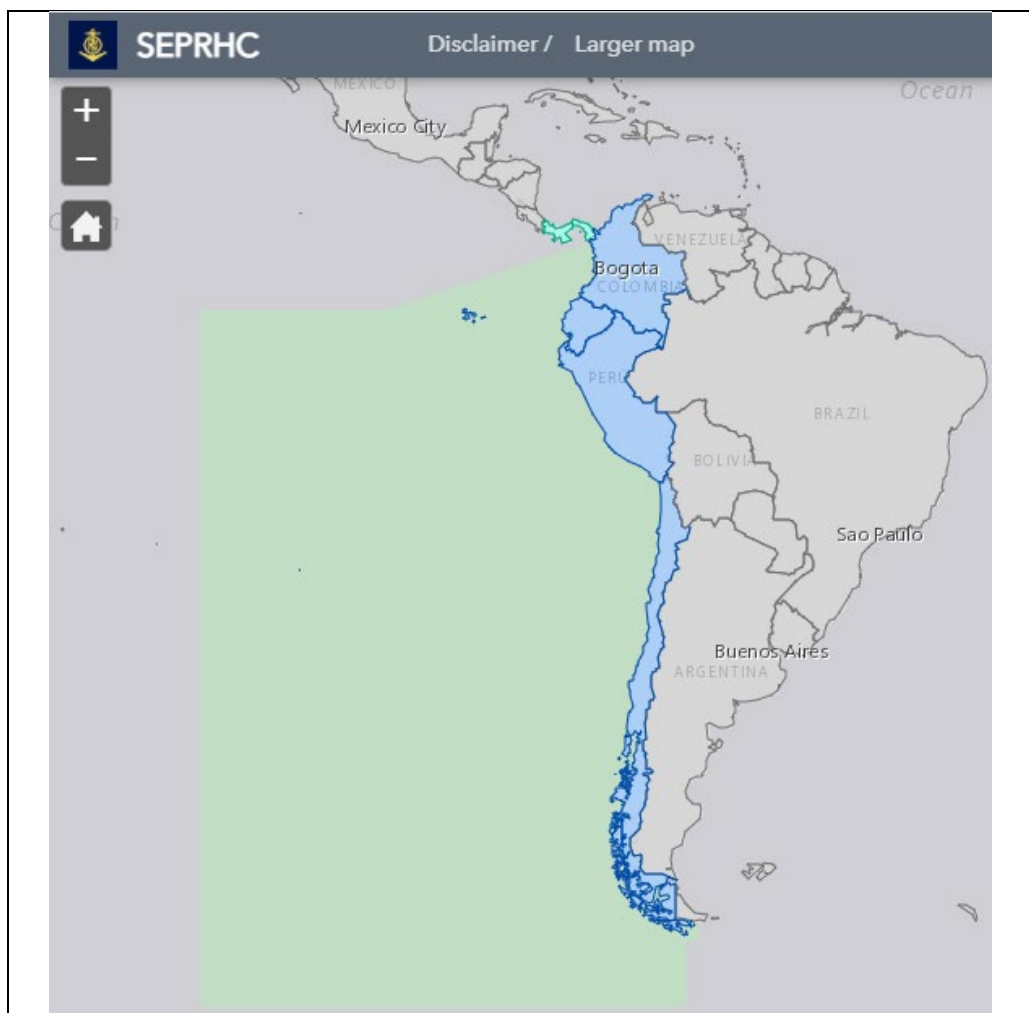 SEPRHC Disclaimer / Larger map
MEXICO
Ocean
+
Mexico City
−
VENEZUELA
Bogota
COLOMBIA
PERU
BRAZIL
BOLIVIA
Sao Paulo
Buenos Aires
ARGENTINA